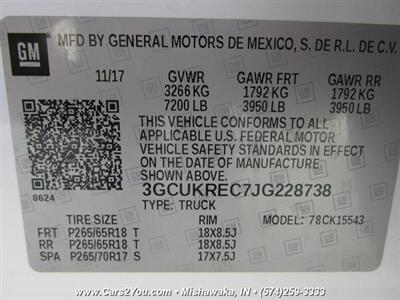 GM
MFD BY GENERAL MOTORS DE MEXICO, S. DE R.L. DE C.V.
11/17 GVWR GAWR FRT GAWR RR
3266 KG 1792 KG 1792 KG
7200 LB 3950 LB 3950 LB
THIS VEHICLE CONFORMS TO ALL
APPLICABLE U.S. FEDERAL MOTOR
VEHICLE SAFETY STANDARDS IN EFFECT
ON THE DATE OF MANUFACTURE
SHOWN ABOVE.
8624 3GCUKREC7JG228738
TYPE: TRUCK MODEL: 78CK15543
TIRE SIZE RIM
FRT P265/65R18 T 18X8.5J
RR P265/65R18 T 18X8.5J
SPA P265/70R17 S 17X7.5J
www.Cars2You.com ~ Mishawaka, IN ~ (574)259-3333